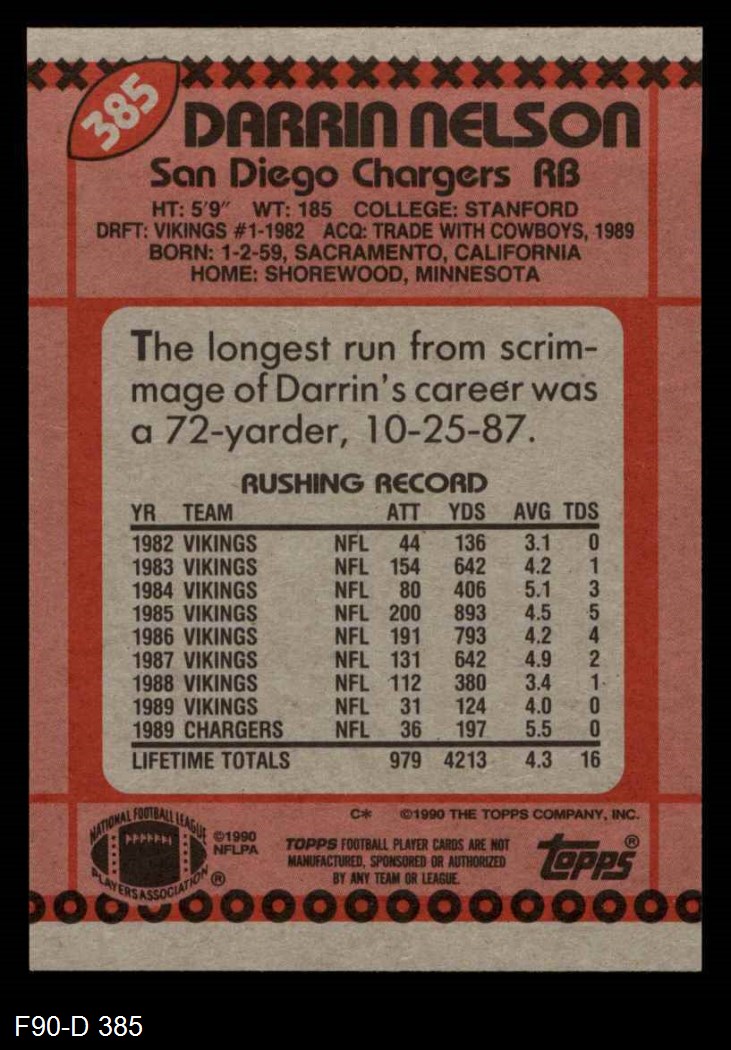 385
DARRIN NELSON
San Diego Chargers RB
HT: 5'9" WT: 185 COLLEGE: STANFORD
DRFT: VIKINGS #1-1982 ACQ: TRADE WITH COWBOYS, 1989
BORN: 1-2-59, SACRAMENTO, CALIFORNIA
HOME: SHOREWOOD, MINNESOTA
The longest run from scrim-
mage of Darrin's career was
a 72-yarder, 10-25-87.
RUSHING RECORD
YR TEAM ATT YDS AVG TDS
1982 VIKINGS NFL 44 136 3.1 0
1983 VIKINGS NFL 154 642 4.2 1
1984 VIKINGS NFL 80 406 5.1 3
1985 VIKINGS NFL 200 893 4.5 5
1986 VIKINGS NFL 191 793 4.2 4
1987 VIKINGS NFL 131 642 4.9 2
1988 VIKINGS NFL 112 380 3.4 1
1989 VIKINGS NFL 31 124 4.0 0
1989 CHARGERS NFL 36 197 5.5 0
LIFETIME TOTALS 979 4213 4.3 16
C* ©1990 THE TOPPS COMPANY, INC.
NATIONAL FOOTBALL LEAGUE
PLAYERS ASSOCIATION ®
©1990
NFLPA
TOPPS FOOTBALL PLAYER CARDS ARE NOT
MANUFACTURED, SPONSORED OR AUTHORIZED
BY ANY TEAM OR LEAGUE.
topps®
F90-D 385